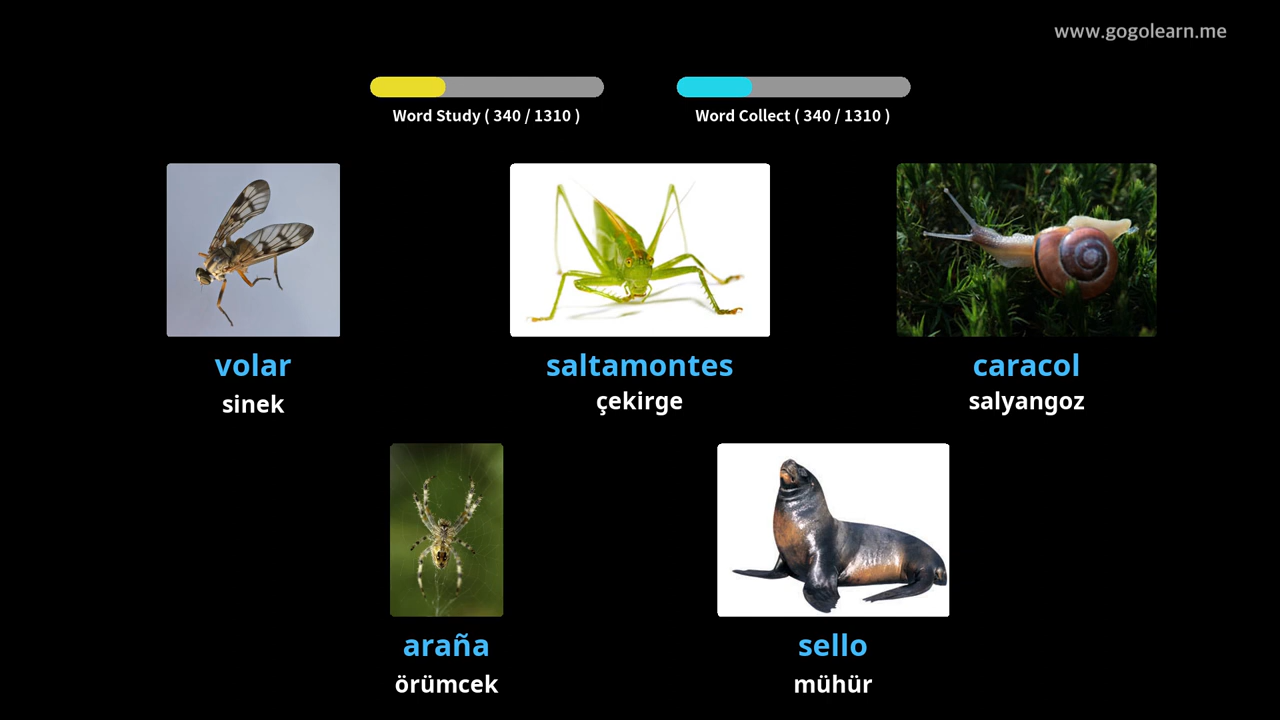 www.gogolearn.me
Word Study ( 340 / 1310 )
Word Collect ( 340 / 1310 )
volar
sinek
saltamontes
çekirge
caracol
salyangoz
araña
örümcek
sello
mühür